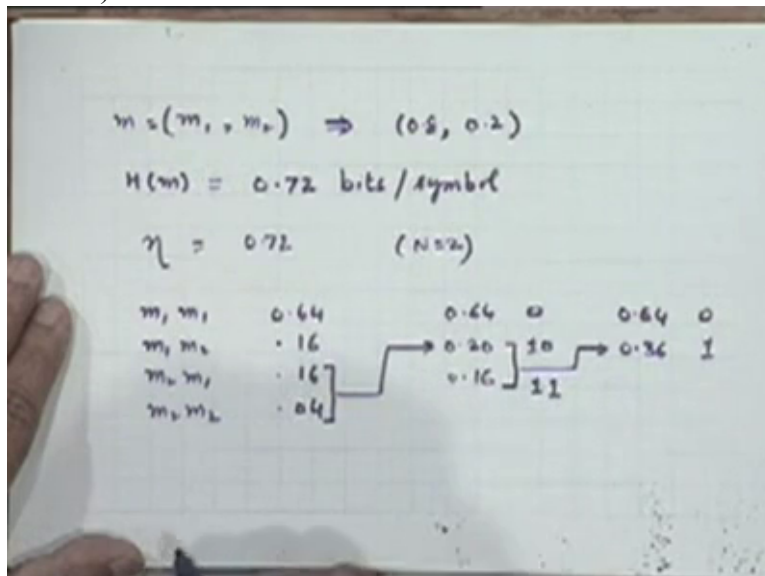 m = (m₁, m₂) ⇒ (0.8, 0.2)
H(m) = 0.72 bits/symbol
η = 0.72 (N=2)
m₁ m₁ 0.64 0.64 0 0.64 0
m₁ m₂ .16 0.20 10 0.36 1
m₂ m₁ .16 0.16 11
m₂ m₂ .04